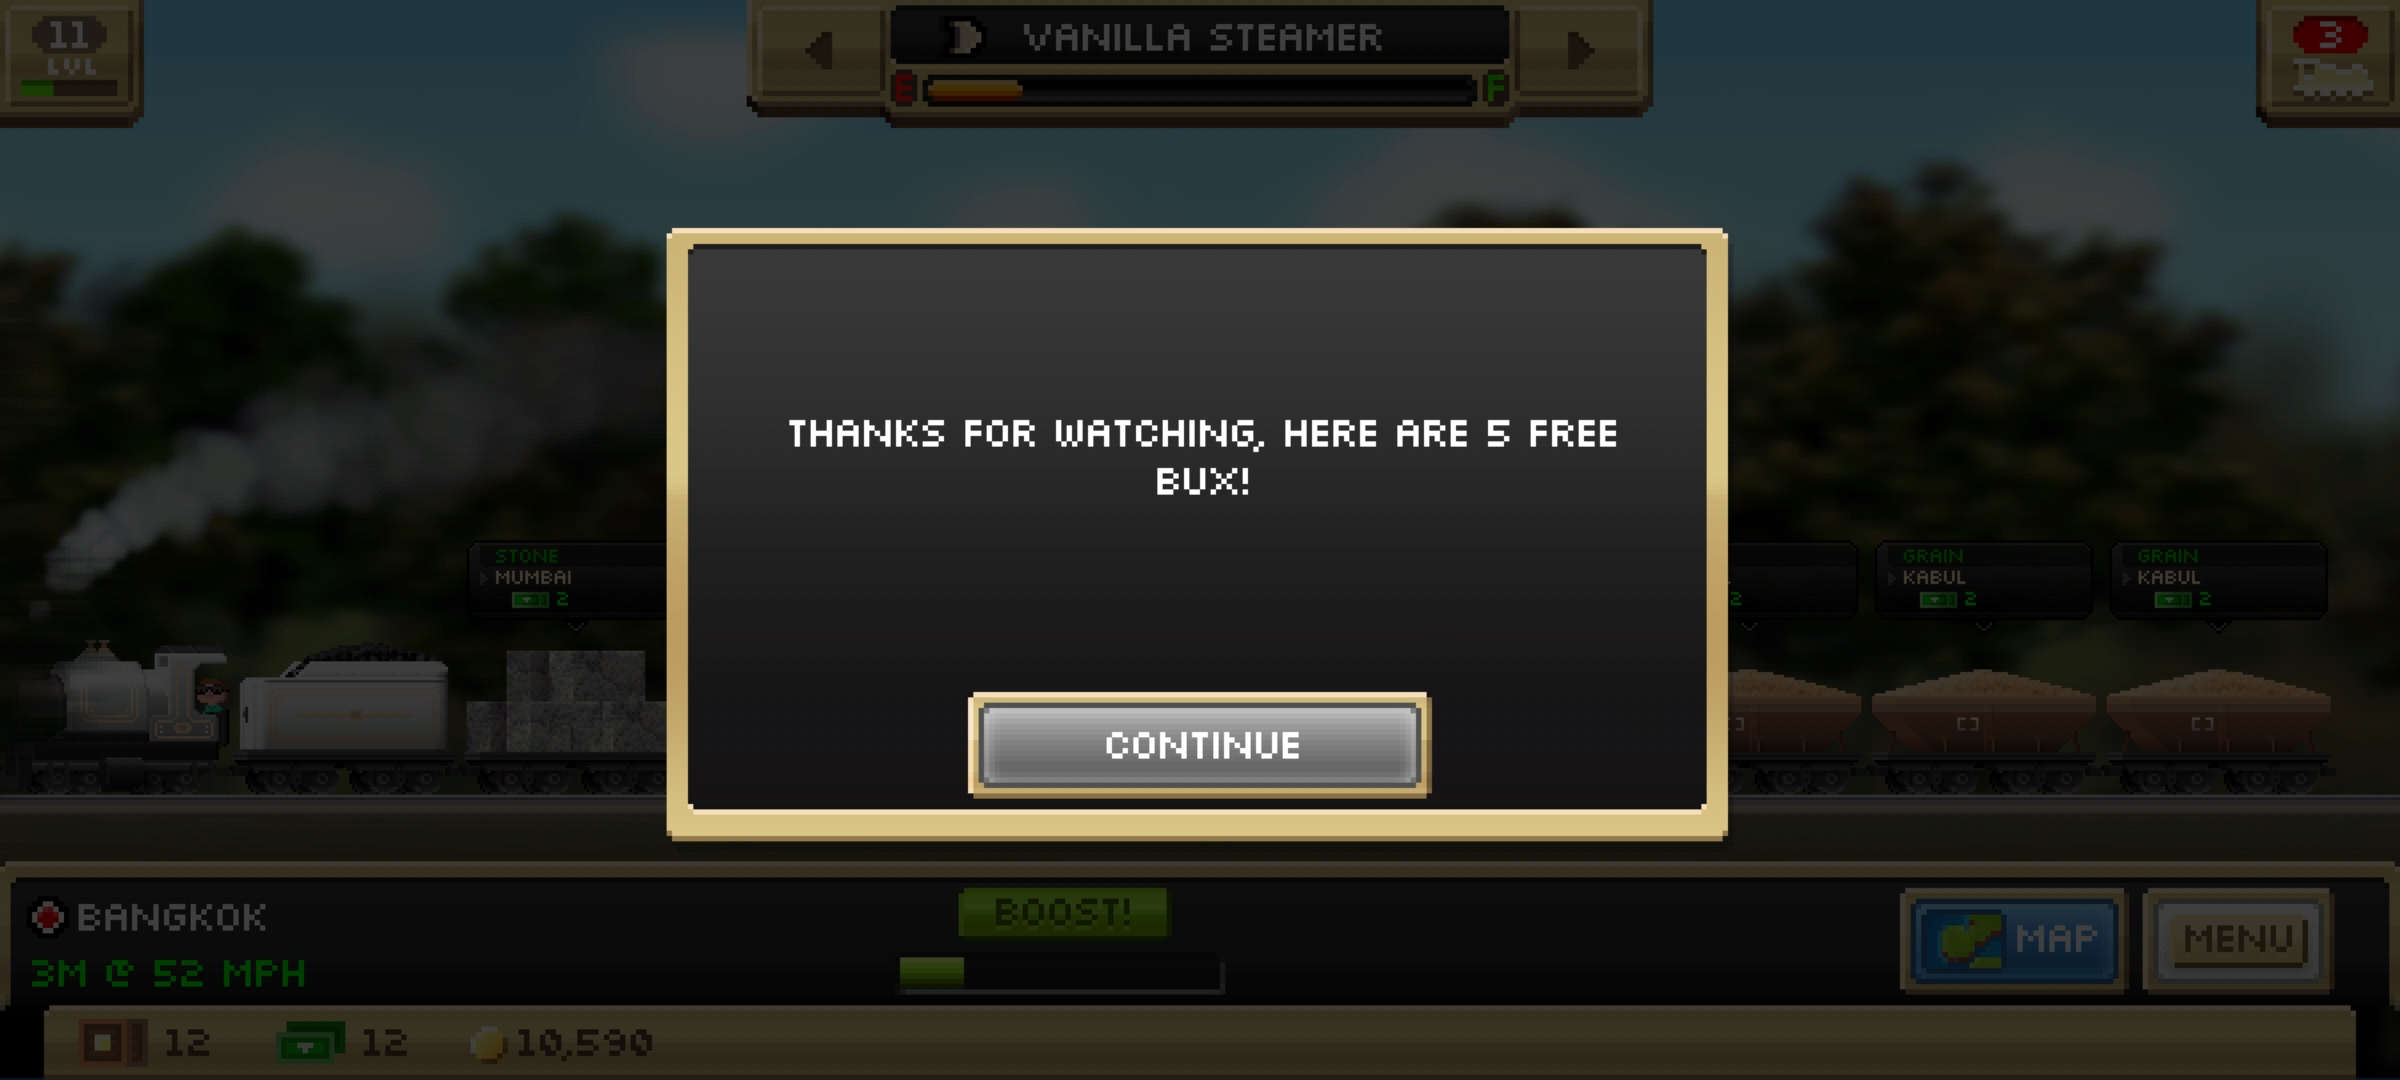 11
LVL
VANILLA STEAMER
E
F
3
THANKS FOR WATCHING, HERE ARE 5 FREE
BUX!
CONTINUE
STONE
MUMBAI
2
2
GRAIN
KABUL
2
GRAIN
KABUL
2
BANGKOK
3M @ 52 MPH
BOOST!
MAP
MENU
12
12
10,590